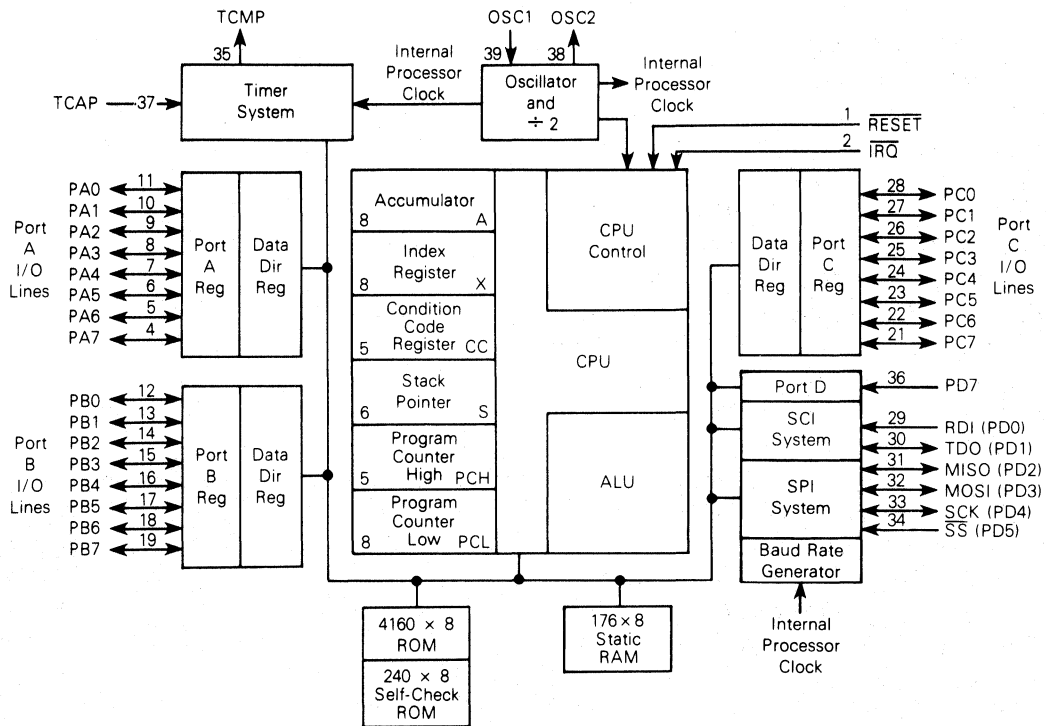 TCMP
35
OSC1
OSC2
39
38
Internal
Processor
Clock
Internal
Processor
Clock
TCAP
37
Timer
System
Oscillator
and
÷ 2
1
RESET
2
IRQ
Port
A
I/O
Lines
PA0 11
PA1 10
PA2 9
PA3 8
PA4 7
PA5 6
PA6 5
PA7 4
Port
A
Reg
Data
Dir
Reg
Accumulator
8 A
Index
Register
8 X
Condition
Code
Register
5 CC
Stack
Pointer
6 S
Program
Counter
High
5 PCH
Program
Counter
Low
8 PCL
CPU
Control
CPU
ALU
Data
Dir
Reg
Port
C
Reg
28 PC0
27 PC1
26 PC2
25 PC3
24 PC4
23 PC5
22 PC6
21 PC7
Port
C
I/O
Lines
Port
B
I/O
Lines
PB0 12
PB1 13
PB2 14
PB3 15
PB4 16
PB5 17
PB6 18
PB7 19
Port
B
Reg
Data
Dir
Reg
Port D
36 PD7
SCI
System
29 RDI (PD0)
30 TDO (PD1)
SPI
System
31 MISO (PD2)
32 MOSI (PD3)
33 SCK (PD4)
34 SS (PD5)
Baud Rate
Generator
Internal
Processor
Clock
4160 × 8
ROM
240 × 8
Self-Check
ROM
176 × 8
Static
RAM